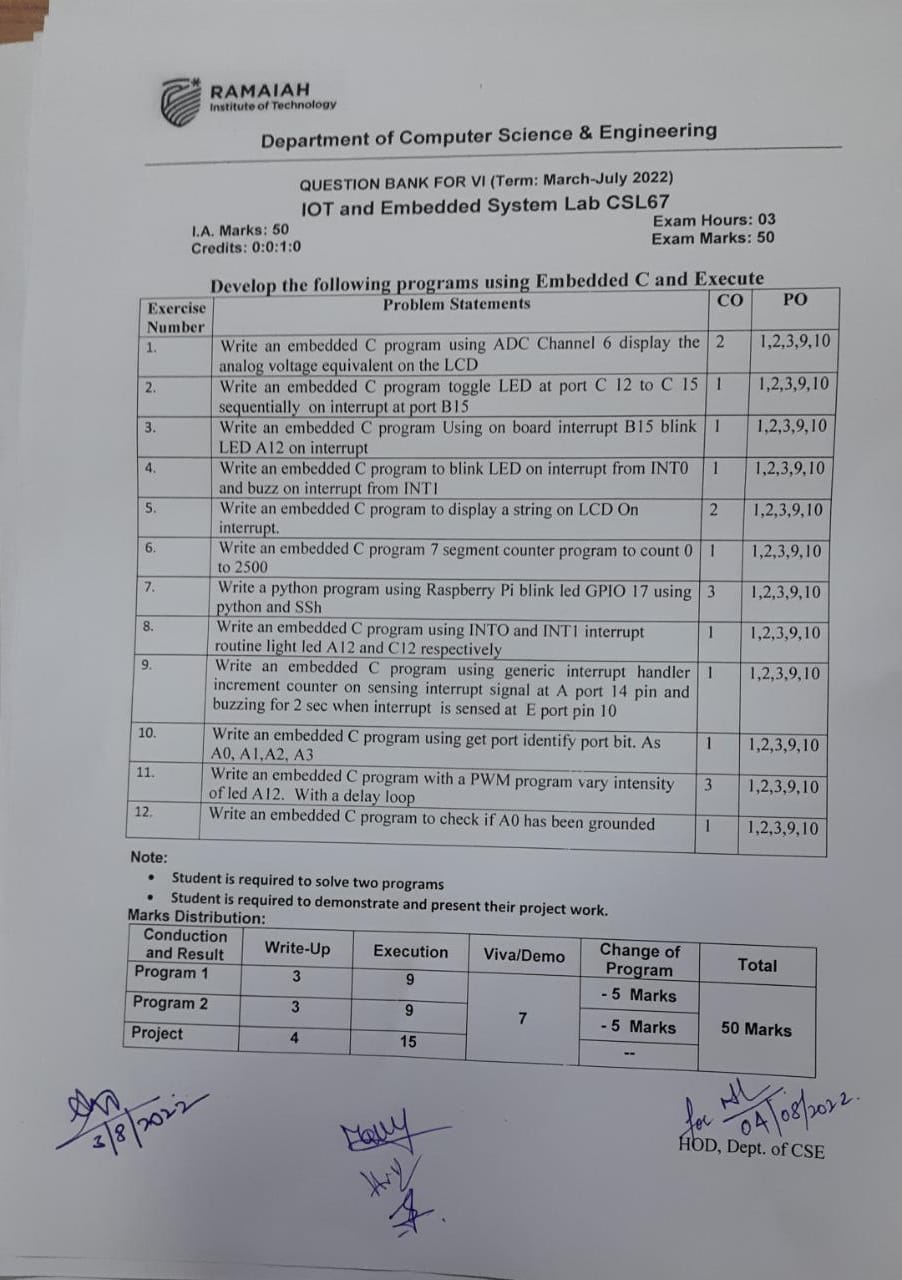 RAMAIAH
Institute of Technology
Department of Computer Science & Engineering
QUESTION BANK FOR VI (Term: March-July 2022)
IOT and Embedded System Lab CSL67
I.A. Marks: 50
Exam Hours: 03
Credits: 0:0:1:0
Exam Marks: 50
Develop the following programs using Embedded C and Execute
Exercise Number
Problem Statements
CO
PO
1.
Write an embedded C program using ADC Channel 6 display the
analog voltage equivalent on the LCD
2
1,2,3,9,10
2.
Write an embedded C program toggle LED at port C 12 to C 15
sequentially on interrupt at port B15
1
1,2,3,9,10
3.
Write an embedded C program Using on board interrupt B15 blink
LED A12 on interrupt
1
1,2,3,9,10
4.
Write an embedded C program to blink LED on interrupt from INT0
and buzz on interrupt from INT1
1
1,2,3,9,10
5.
Write an embedded C program to display a string on LCD On
interrupt.
2
1,2,3,9,10
6.
Write an embedded C program 7 segment counter program to count 0
to 2500
1
1,2,3,9,10
7.
Write a python program using Raspberry Pi blink led GPIO 17 using
python and SSh
3
1,2,3,9,10
8.
Write an embedded C program using INTO and INT1 interrupt
routine light led A12 and C12 respectively
1
1,2,3,9,10
9.
Write an embedded C program using generic interrupt handler
increment counter on sensing interrupt signal at A port 14 pin and
buzzing for 2 sec when interrupt is sensed at E port pin 10
1
1,2,3,9,10
10.
Write an embedded C program using get port identify port bit. As
A0, A1,A2, A3
1
1,2,3,9,10
11.
Write an embedded C program with a PWM program vary intensity
of led A12. With a delay loop
3
1,2,3,9,10
12.
Write an embedded C program to check if A0 has been grounded
1
1,2,3,9,10
Note:
• Student is required to solve two programs
• Student is required to demonstrate and present their project work.
Marks Distribution:
Conduction and Result
Write-Up
Execution
Viva/Demo
Change of Program
Total
Program 1
3
9
7
- 5 Marks
50 Marks
Program 2
3
9
- 5 Marks
Project
4
15
--
3/8/2022
for
04/08/2022.
HOD, Dept. of CSE